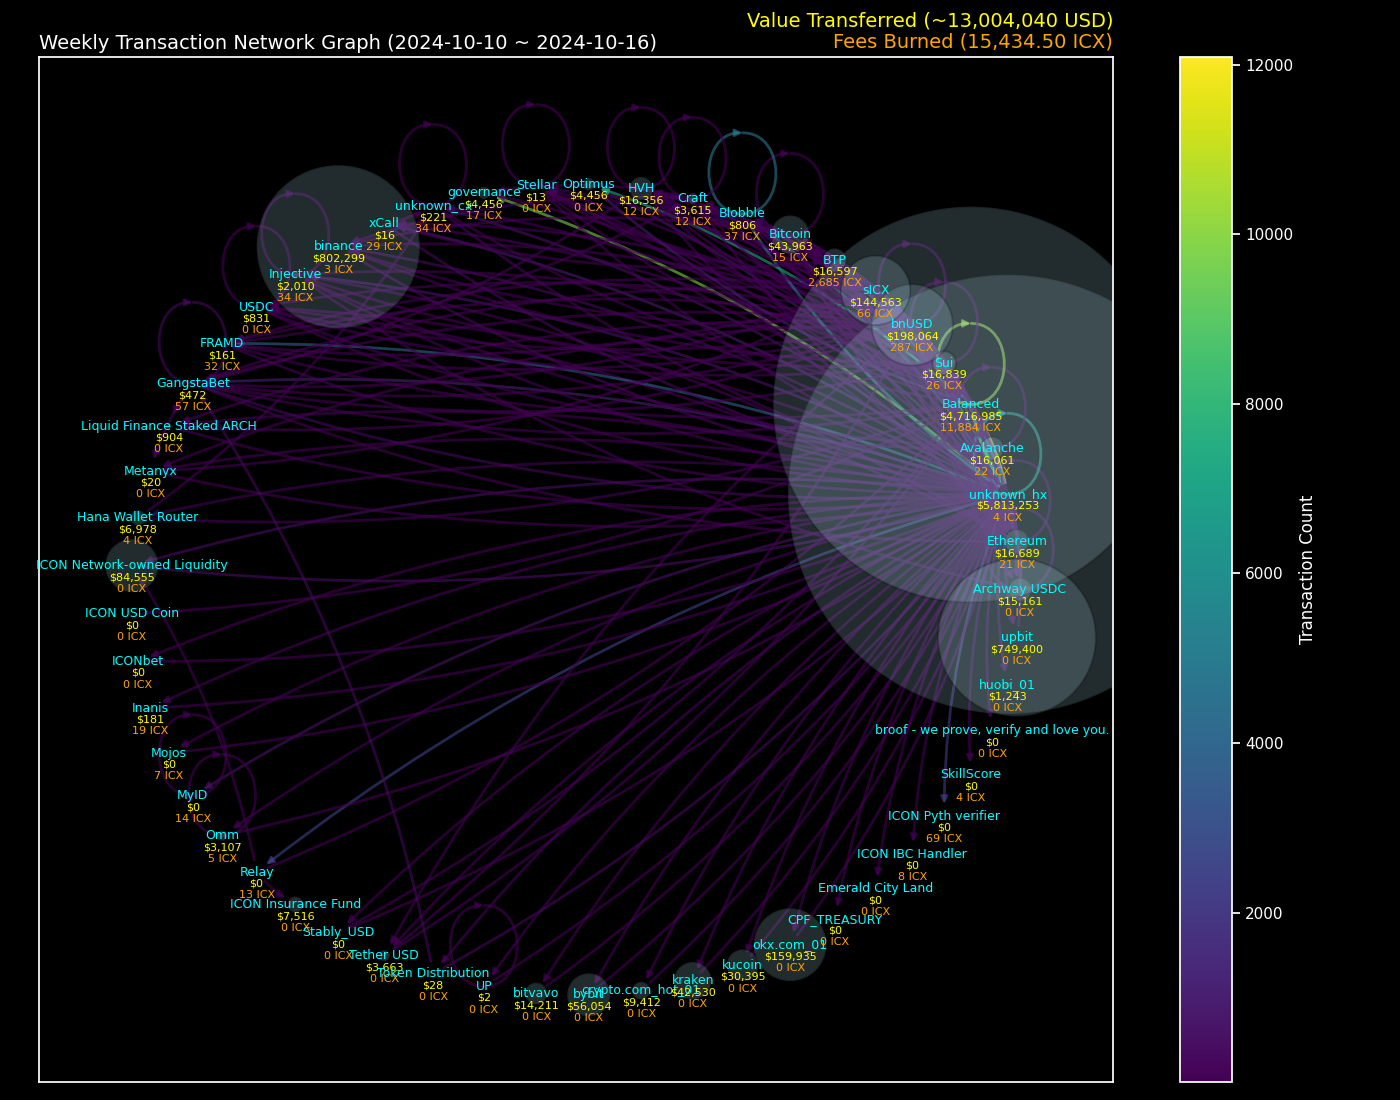 Value Transferred (~13,004,040 USD)
Weekly Transaction Network Graph (2024-10-10 ~ 2024-10-16)
Fees Burned (15,434.50 ICX)
Stellar
$13
0 ICX
Optimus
$4,456
0 ICX
HVH
$16,356
12 ICX
governance
$4,456
17 ICX
Craft
$3,615
12 ICX
unknown_cx
$221
34 ICX
Blobble
$806
37 ICX
xCall
$16
29 ICX
Bitcoin
$43,963
15 ICX
binance
$802,299
3 ICX
BTP
$16,597
2,685 ICX
Injective
$2,010
34 ICX
sICX
$144,563
66 ICX
USDC
$831
0 ICX
bnUSD
$198,064
287 ICX
FRAMD
$161
32 ICX
Sui
$16,839
26 ICX
GangstaBet
$472
57 ICX
Balanced
$4,716,985
11,884 ICX
Liquid Finance Staked ARCH
$904
0 ICX
Avalanche
$16,061
22 ICX
Metanyx
$20
0 ICX
unknown_hx
$5,813,253
4 ICX
Hana Wallet Router
$6,978
4 ICX
Ethereum
$16,689
21 ICX
ICON Network-owned Liquidity
$84,555
0 ICX
Archway USDC
$15,161
0 ICX
ICON USD Coin
$0
0 ICX
upbit
$749,400
0 ICX
ICONbet
$0
0 ICX
huobi_01
$1,243
0 ICX
Inanis
$181
19 ICX
broof - we prove, verify and love you.
$0
0 ICX
Mojos
$0
7 ICX
SkillScore
$0
4 ICX
MyID
$0
14 ICX
ICON Pyth verifier
$0
69 ICX
Omm
$3,107
5 ICX
ICON IBC Handler
$0
8 ICX
Relay
$0
13 ICX
Emerald City Land
$0
0 ICX
ICON Insurance Fund
$7,516
0 ICX
CPF_TREASURY
$0
0 ICX
Stably_USD
$0
0 ICX
okx.com_01
$159,935
0 ICX
Tether USD
$3,663
0 ICX
kucoin
$30,395
0 ICX
Token Distribution
$28
0 ICX
kraken
$42,530
0 ICX
UP
$2
0 ICX
crypto.com_hot_01
$9,412
0 ICX
bitvavo
$14,211
0 ICX
bybit
$56,054
0 ICX
12000
10000
8000
6000
4000
2000
Transaction Count